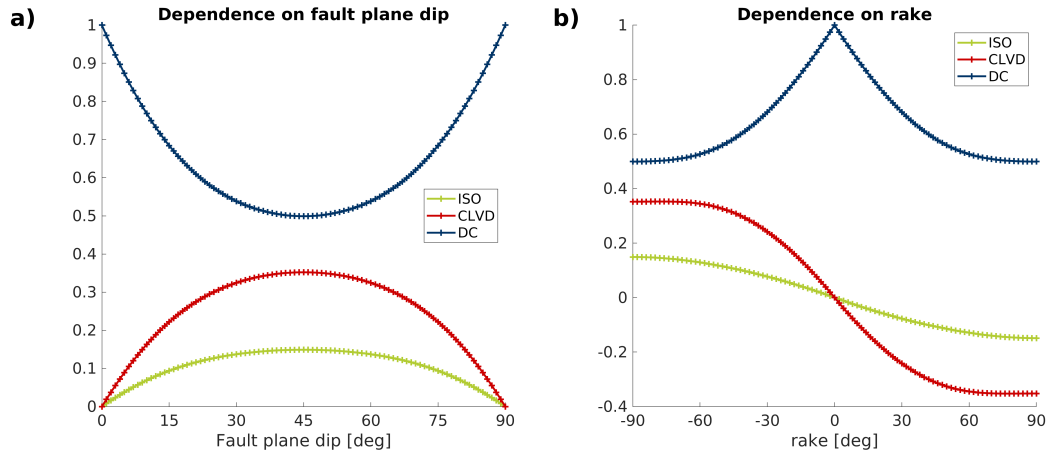 a)
Dependence on fault plane dip
1
0.9
0.8
0.7
0.6
0.5
0.4
0.3
0.2
0.1
0
ISO
CLVD
DC
0 15 30 45 60 75 90
Fault plane dip [deg]
b)
Dependence on rake
1
0.8
0.6
0.4
0.2
0
-0.2
-0.4
ISO
CLVD
DC
-90 -60 -30 0 30 60 90
rake [deg]